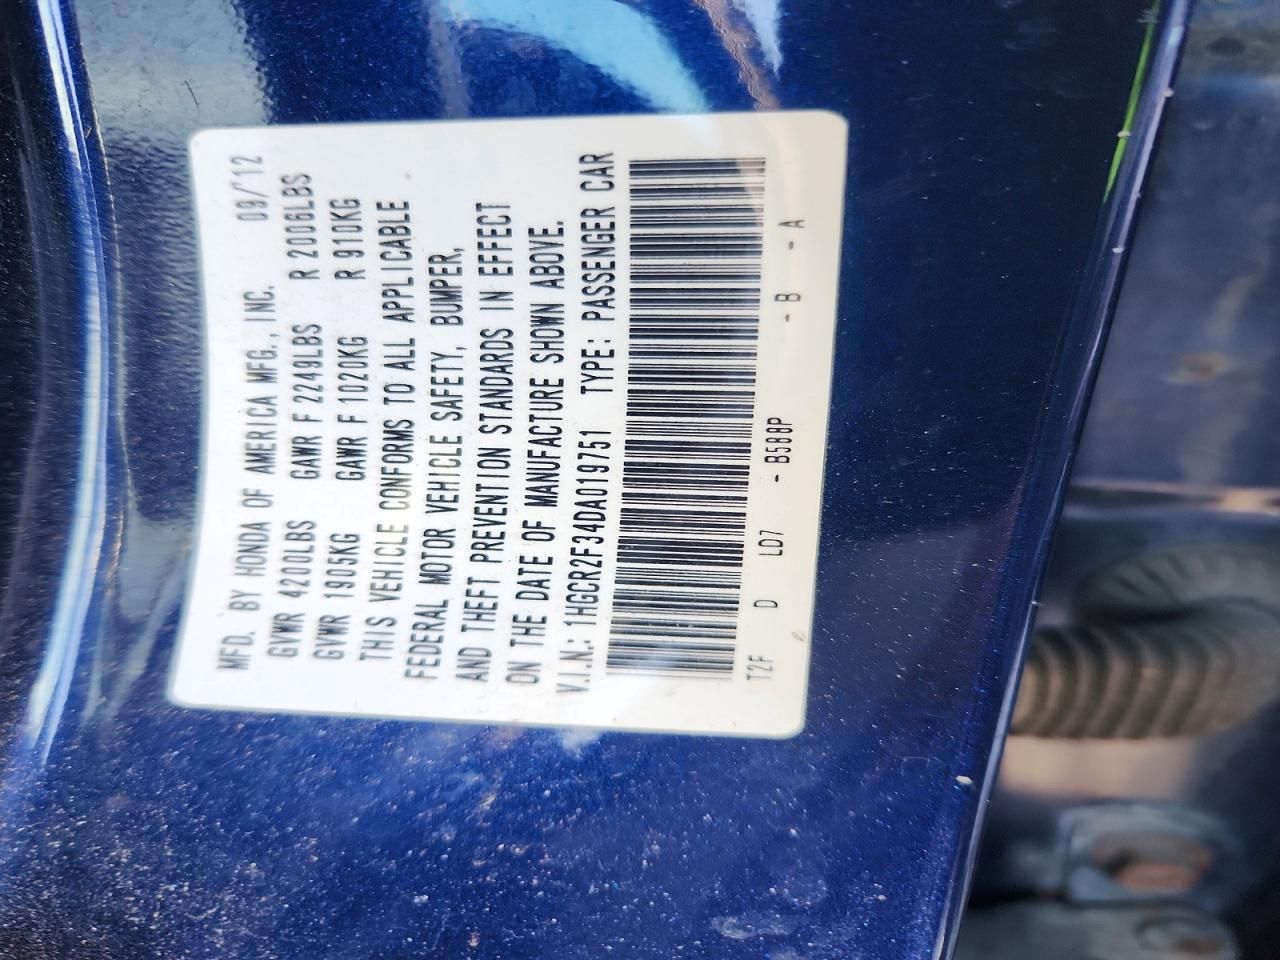 MFD. BY HONDA OF AMERICA MFG., INC. 09/12
GVWR 4200LBS GAWR F 2249LBS R 2006LBS
GVWR 1905KG GAWR F 1020KG R 910KG
THIS VEHICLE CONFORMS TO ALL APPLICABLE
FEDERAL MOTOR VEHICLE SAFETY, BUMPER,
AND THEFT PREVENTION STANDARDS IN EFFECT
ON THE DATE OF MANUFACTURE SHOWN ABOVE.
V.I.N.: 1HGCR2F34DA019751 TYPE: PASSENGER CAR
T2F D LD7 - B588P - B - A